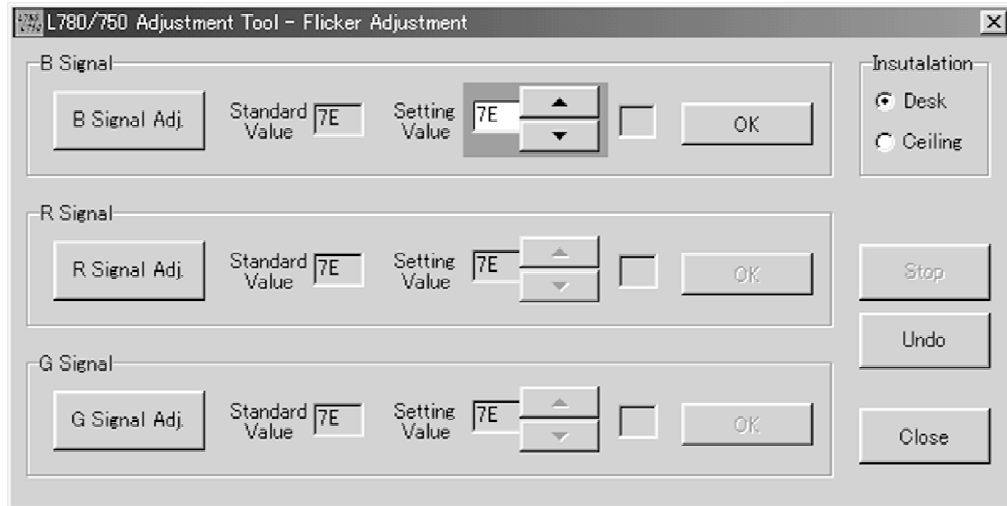 L780/750 Adjustment Tool - Flicker Adjustment
B Signal
B Signal Adj.
Standard Value
7E
Setting Value
7E
OK
Insutalation
Desk
Ceiling
R Signal
R Signal Adj.
Standard Value
7E
Setting Value
7E
OK
Stop
Undo
G Signal
G Signal Adj.
Standard Value
7E
Setting Value
7E
OK
Close